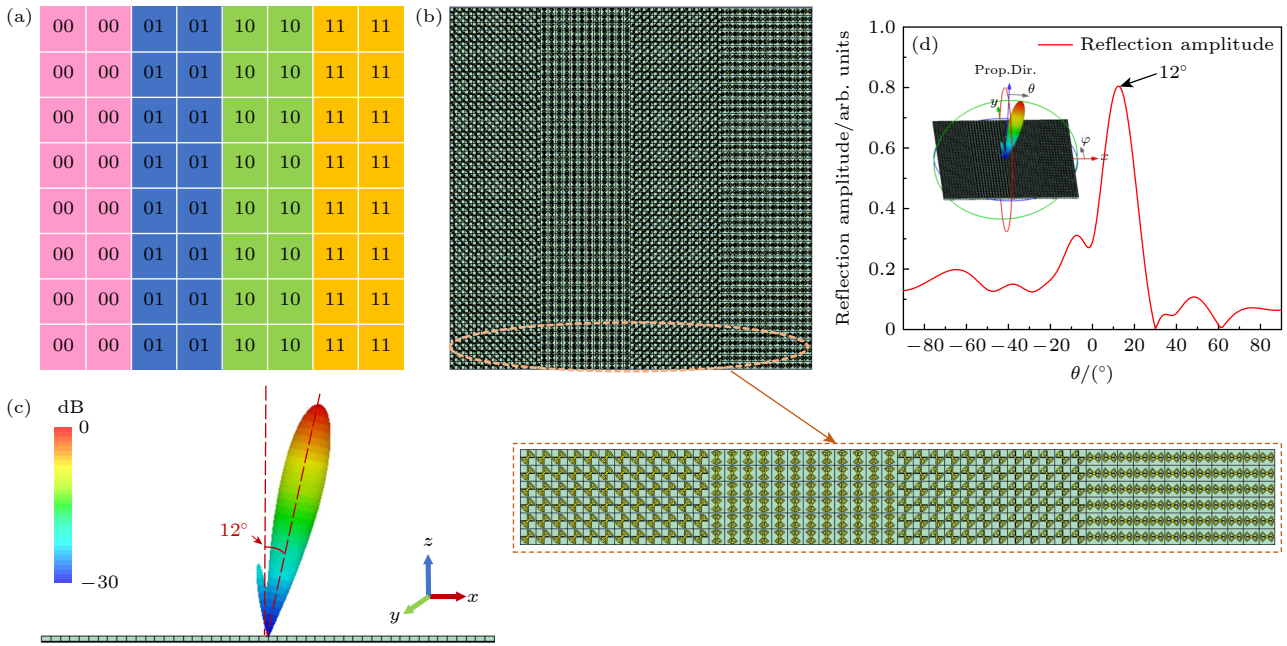 (a)
00 00 01 01 10 10 11 11
00 00 01 01 10 10 11 11
00 00 01 01 10 10 11 11
00 00 01 01 10 10 11 11
00 00 01 01 10 10 11 11
00 00 01 01 10 10 11 11
00 00 01 01 10 10 11 11
00 00 01 01 10 10 11 11
(b)
(c)
dB
0
−30
12°
z
x
y
(d)
Reflection amplitude
12°
Prop.Dir.
θ
y
φ
x
Reflection amplitude/arb. units
1.0
0.8
0.6
0.4
0.2
0
−80 −60 −40 −20 0 20 40 60 80
θ/(°)